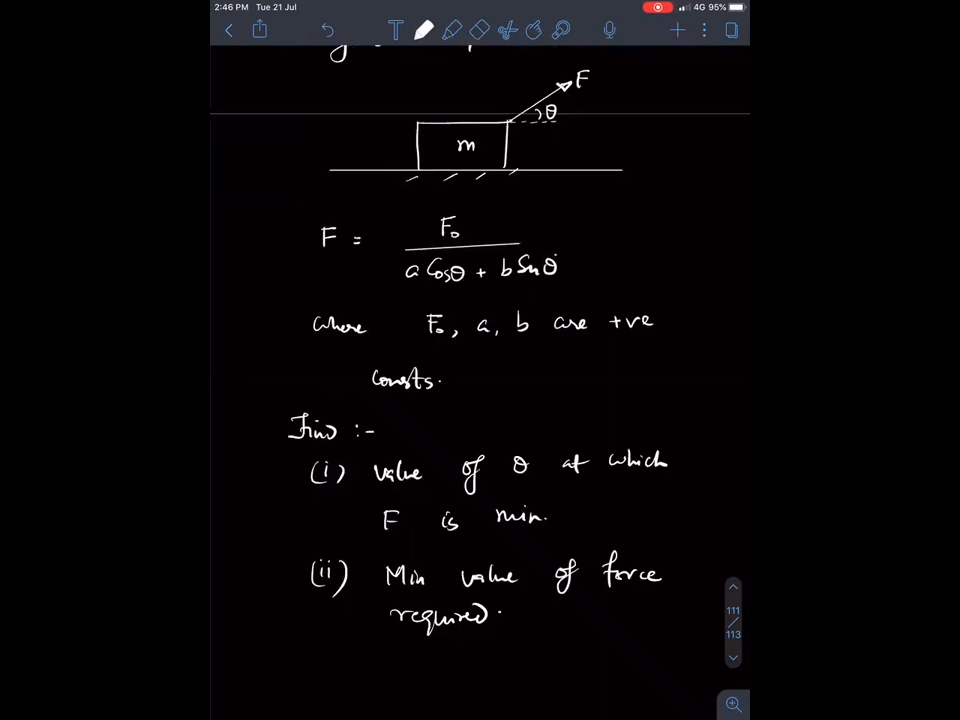 2:46 PM Tue 21 Jul 4G 95%
T
F
θ
m
F = F₀
a Cosθ + b Sinθ
where F₀, a, b are +ve
consts.
Find :-
(i) value of θ at which
F is min.
(ii) Min value of force
required.
111
/
113